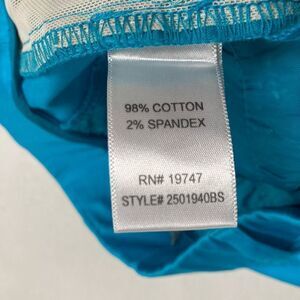 98% COTTON
2% SPANDEX
RN# 19747
STYLE# 2501940BS